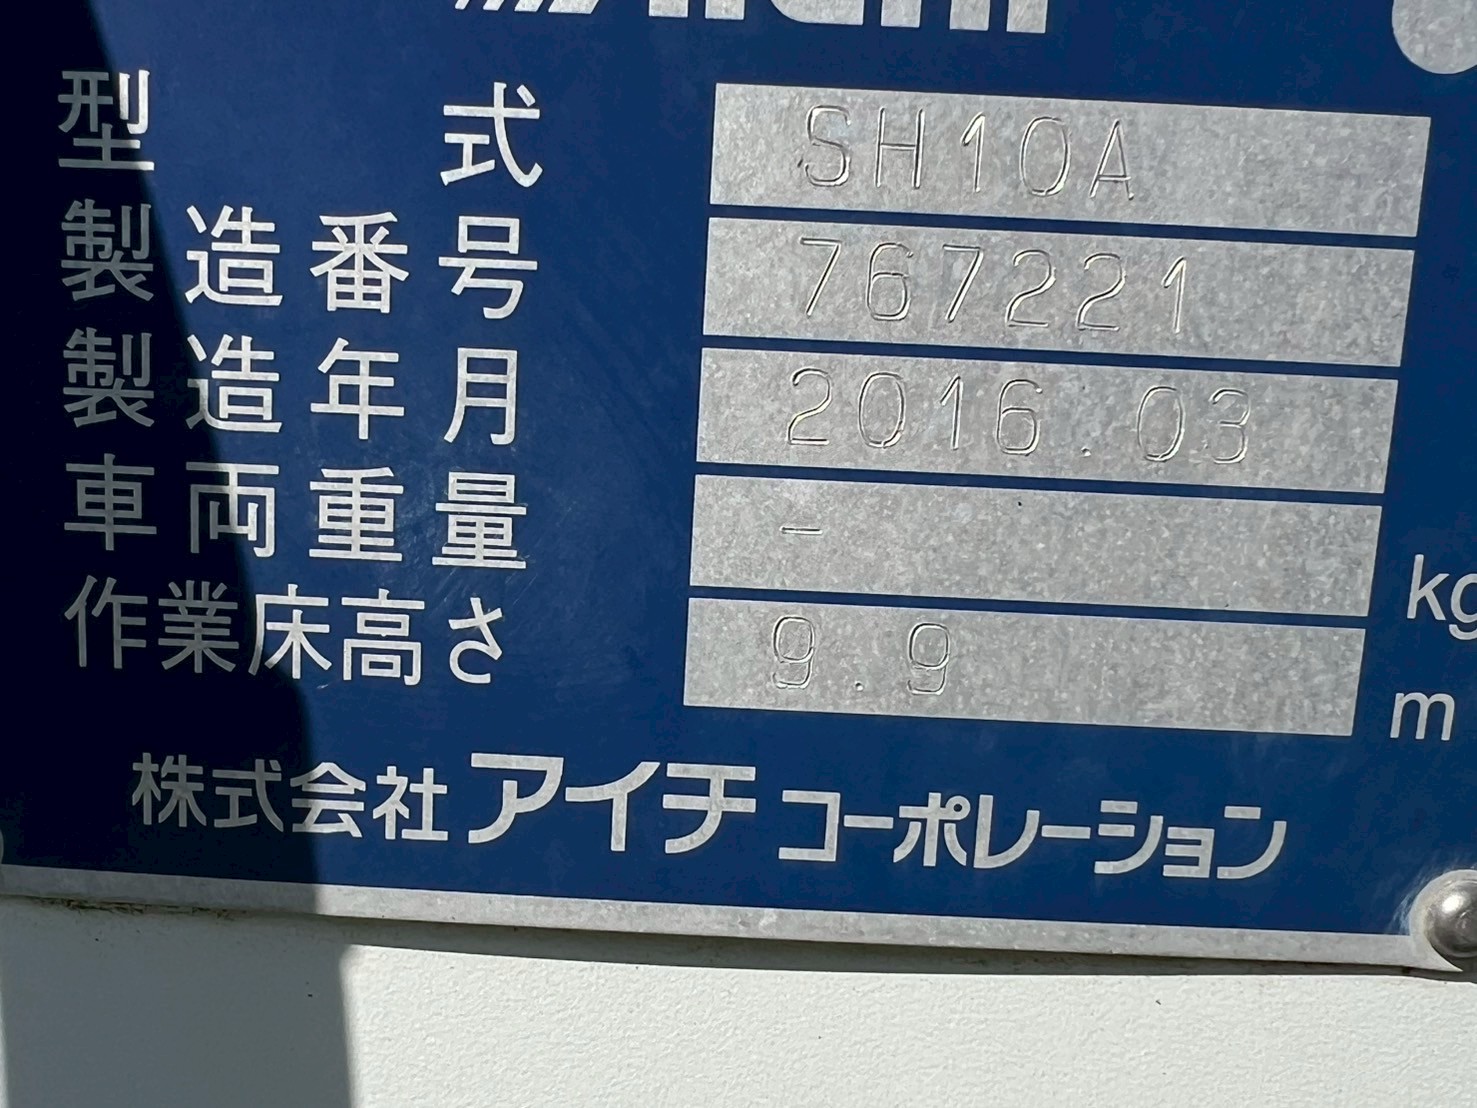 Aichi
型式 SH10A
製造番号 767221
製造年月 2016.03
車両重量 - kg
作業床高さ 9.9 m
株式会社アイチコーポレーション